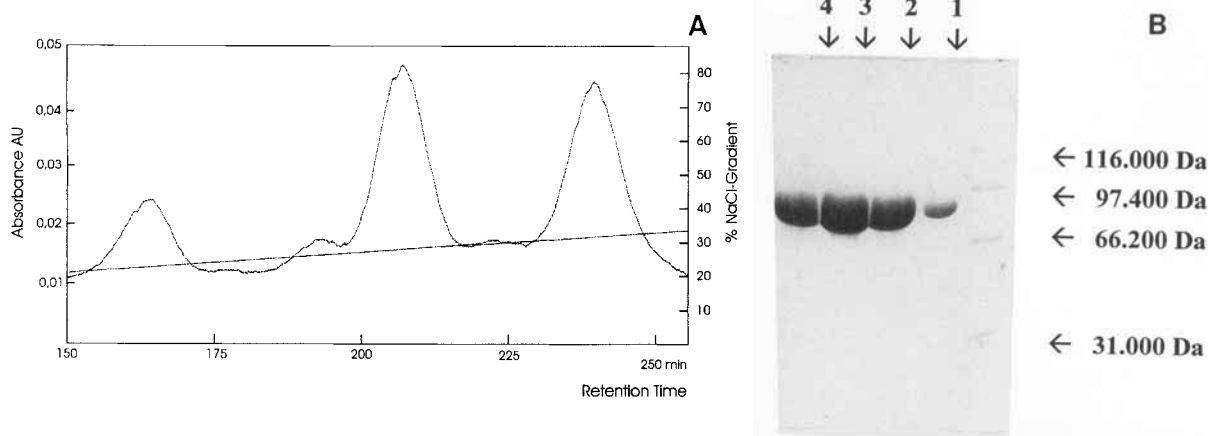 A
0,05
0,04
0.03
0.02
0,01
Absorbance AU
80
70
60
50
40
30
20
10
% NaCl-Gradient
150
175
200
225
250 min
Retention Time
4 3 2 1
B
← 116.000 Da
← 97.400 Da
← 66.200 Da
← 31.000 Da